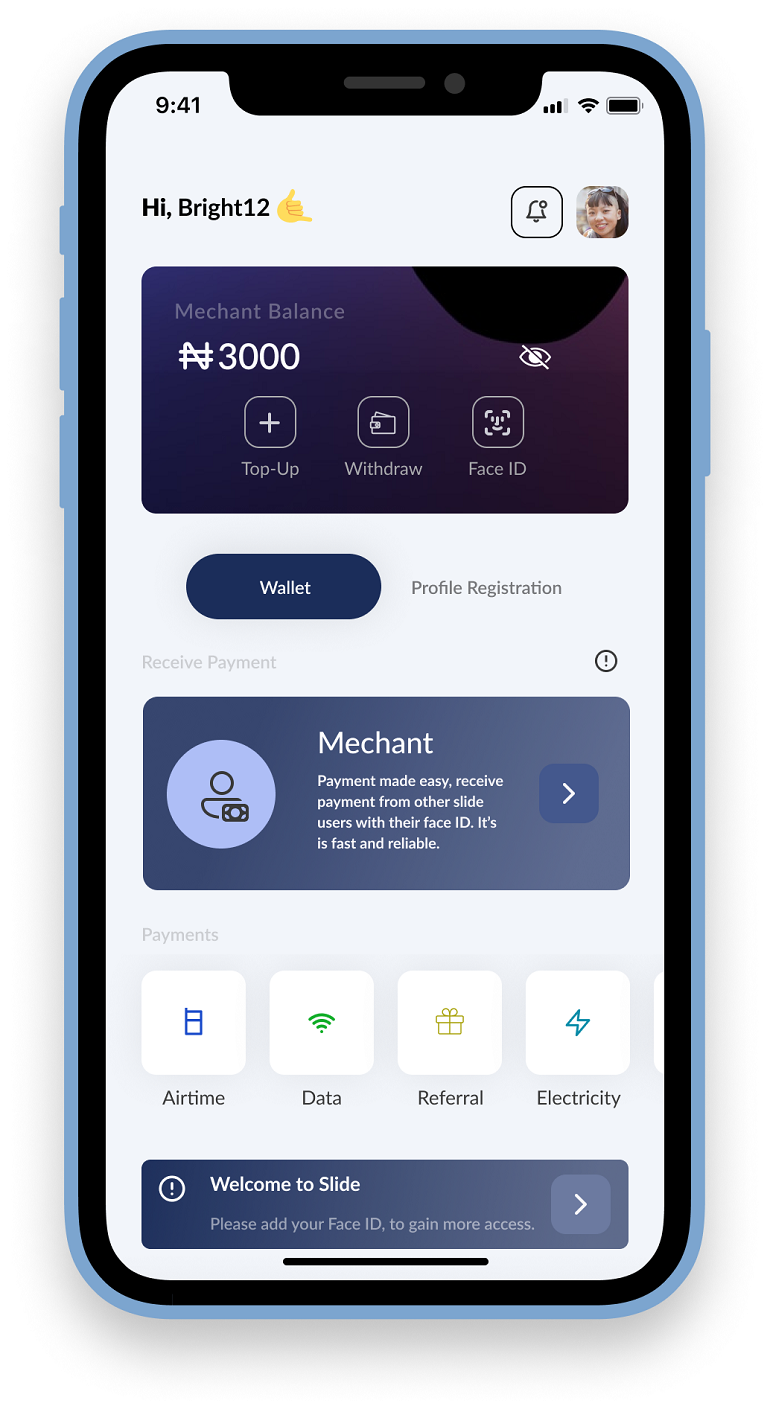 9:41
Hi, Bright12 🤙
Mechant Balance
₦3000
Top-Up Withdraw Face ID
Wallet Profile Registration
Receive Payment
Mechant
Payment made easy, receive
payment from other slide
users with their face ID. It's
is fast and reliable.
Payments
Airtime Data Referral Electricity
Welcome to Slide
Please add your Face ID, to gain more access.